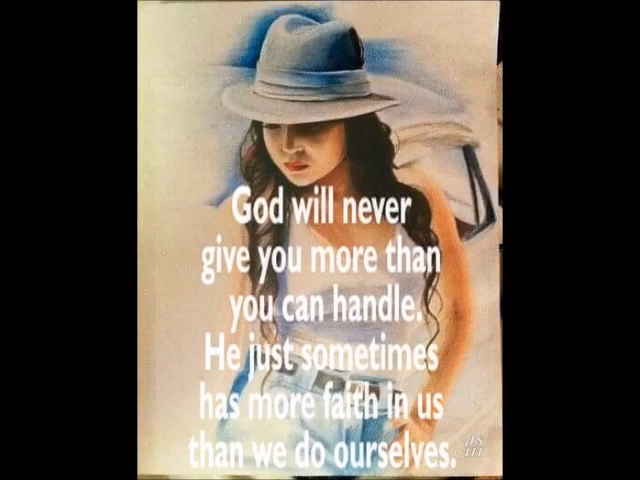 God will never
give you more than
you can handle.
He just sometimes
has more faith in us
than we do ourselves.